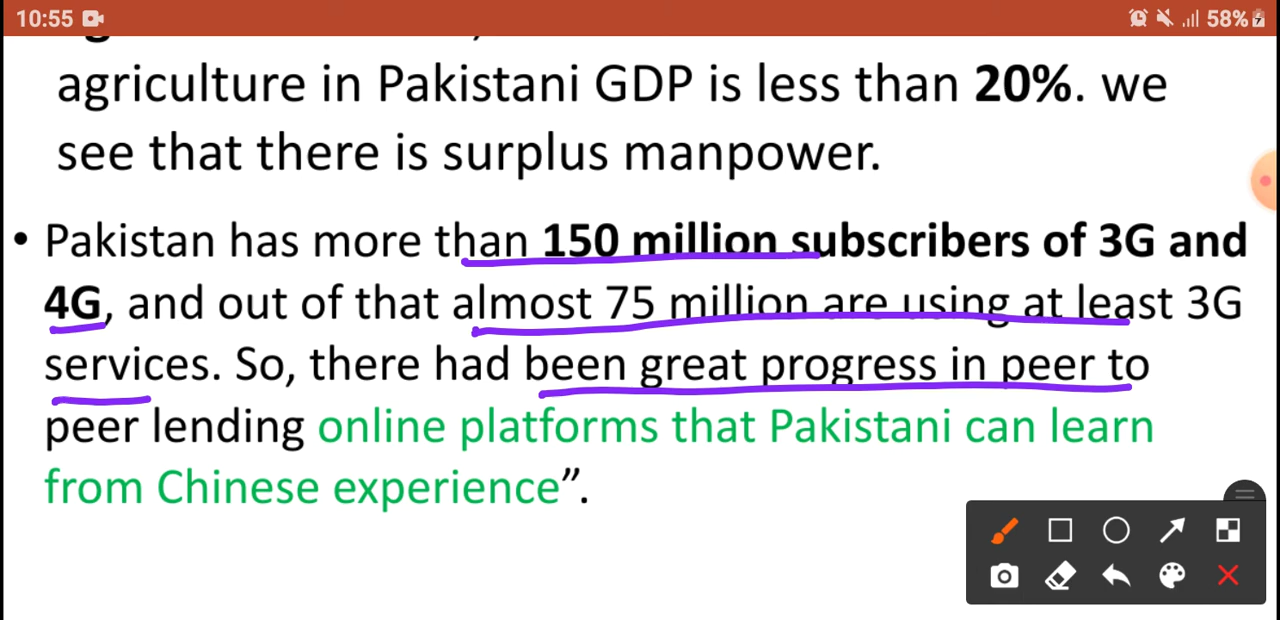 10:55 58%
agriculture in Pakistani GDP is less than 20%. we
see that there is surplus manpower.
• Pakistan has more than 150 million subscribers of 3G and
4G, and out of that almost 75 million are using at least 3G
services. So, there had been great progress in peer to
peer lending online platforms that Pakistani can learn
from Chinese experience”.